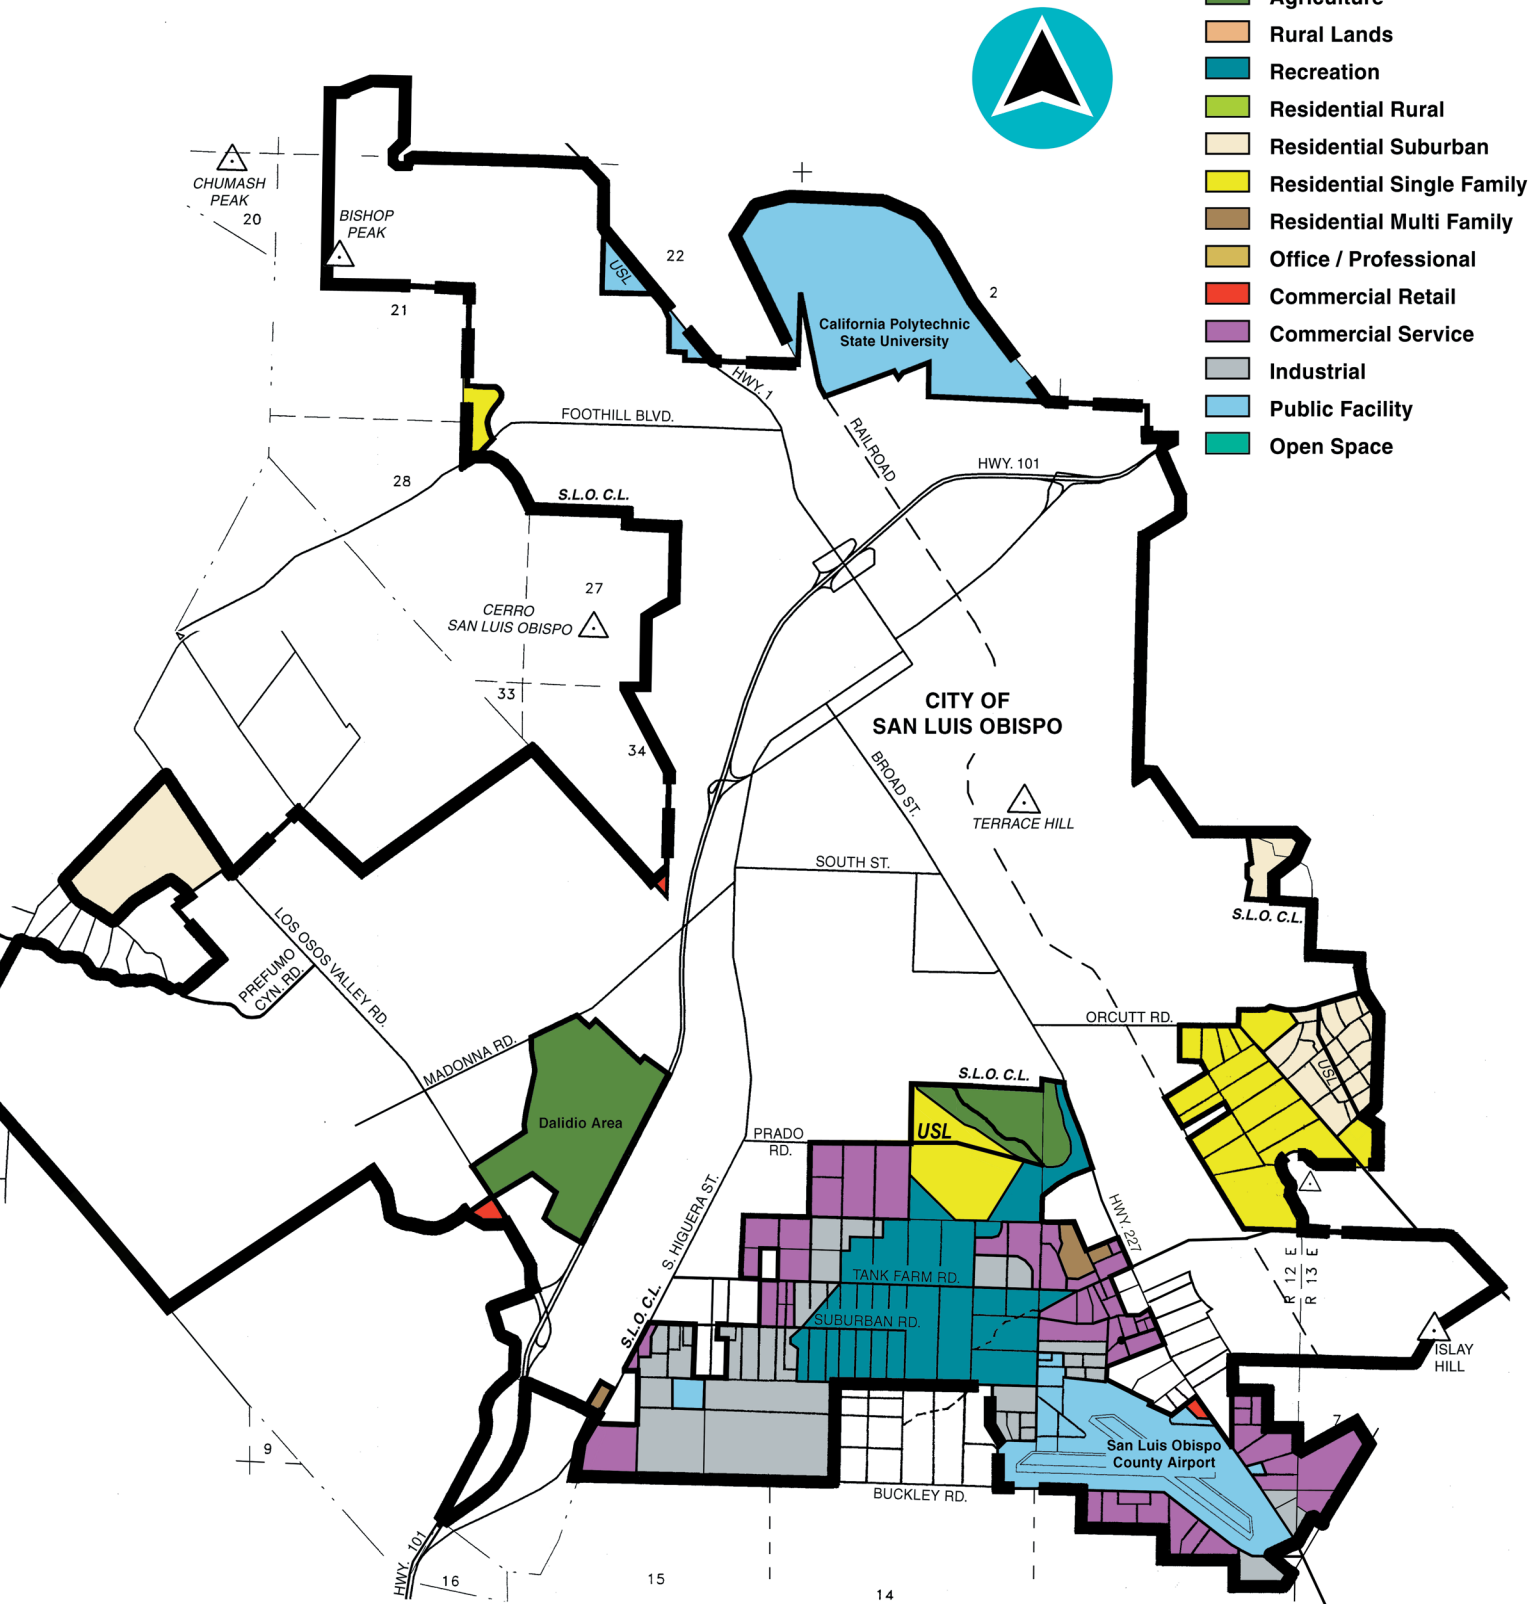 Agriculture
Rural Lands
Recreation
Residential Rural
Residential Suburban
Residential Single Family
Residential Multi Family
Office / Professional
Commercial Retail
Commercial Service
Industrial
Public Facility
Open Space
CHUMASH
PEAK
20
BISHOP
PEAK
21
USL
22
2
California Polytechnic
State University
HWY. 1
FOOTHILL BLVD.
RAILROAD
HWY. 101
28
S.L.O. C.L.
27
CERRO
SAN LUIS OBISPO
33
34
CITY OF
SAN LUIS OBISPO
BROAD ST.
TERRACE HILL
SOUTH ST.
S.L.O. C.L.
LOS OSOS VALLEY RD.
PREFUMO
CYN. RD.
MADONNA RD.
ORCUTT RD.
USL
Dalidio Area
S.L.O. C.L.
USL
PRADO
RD.
S. HIGUERA ST.
HWY. 227
R 12 E
R 13 E
TANK FARM RD.
SUBURBAN RD.
S.L.O. C.L.
ISLAY
HILL
7
9
San Luis Obispo
County Airport
BUCKLEY RD.
HWY. 101
16
15
14